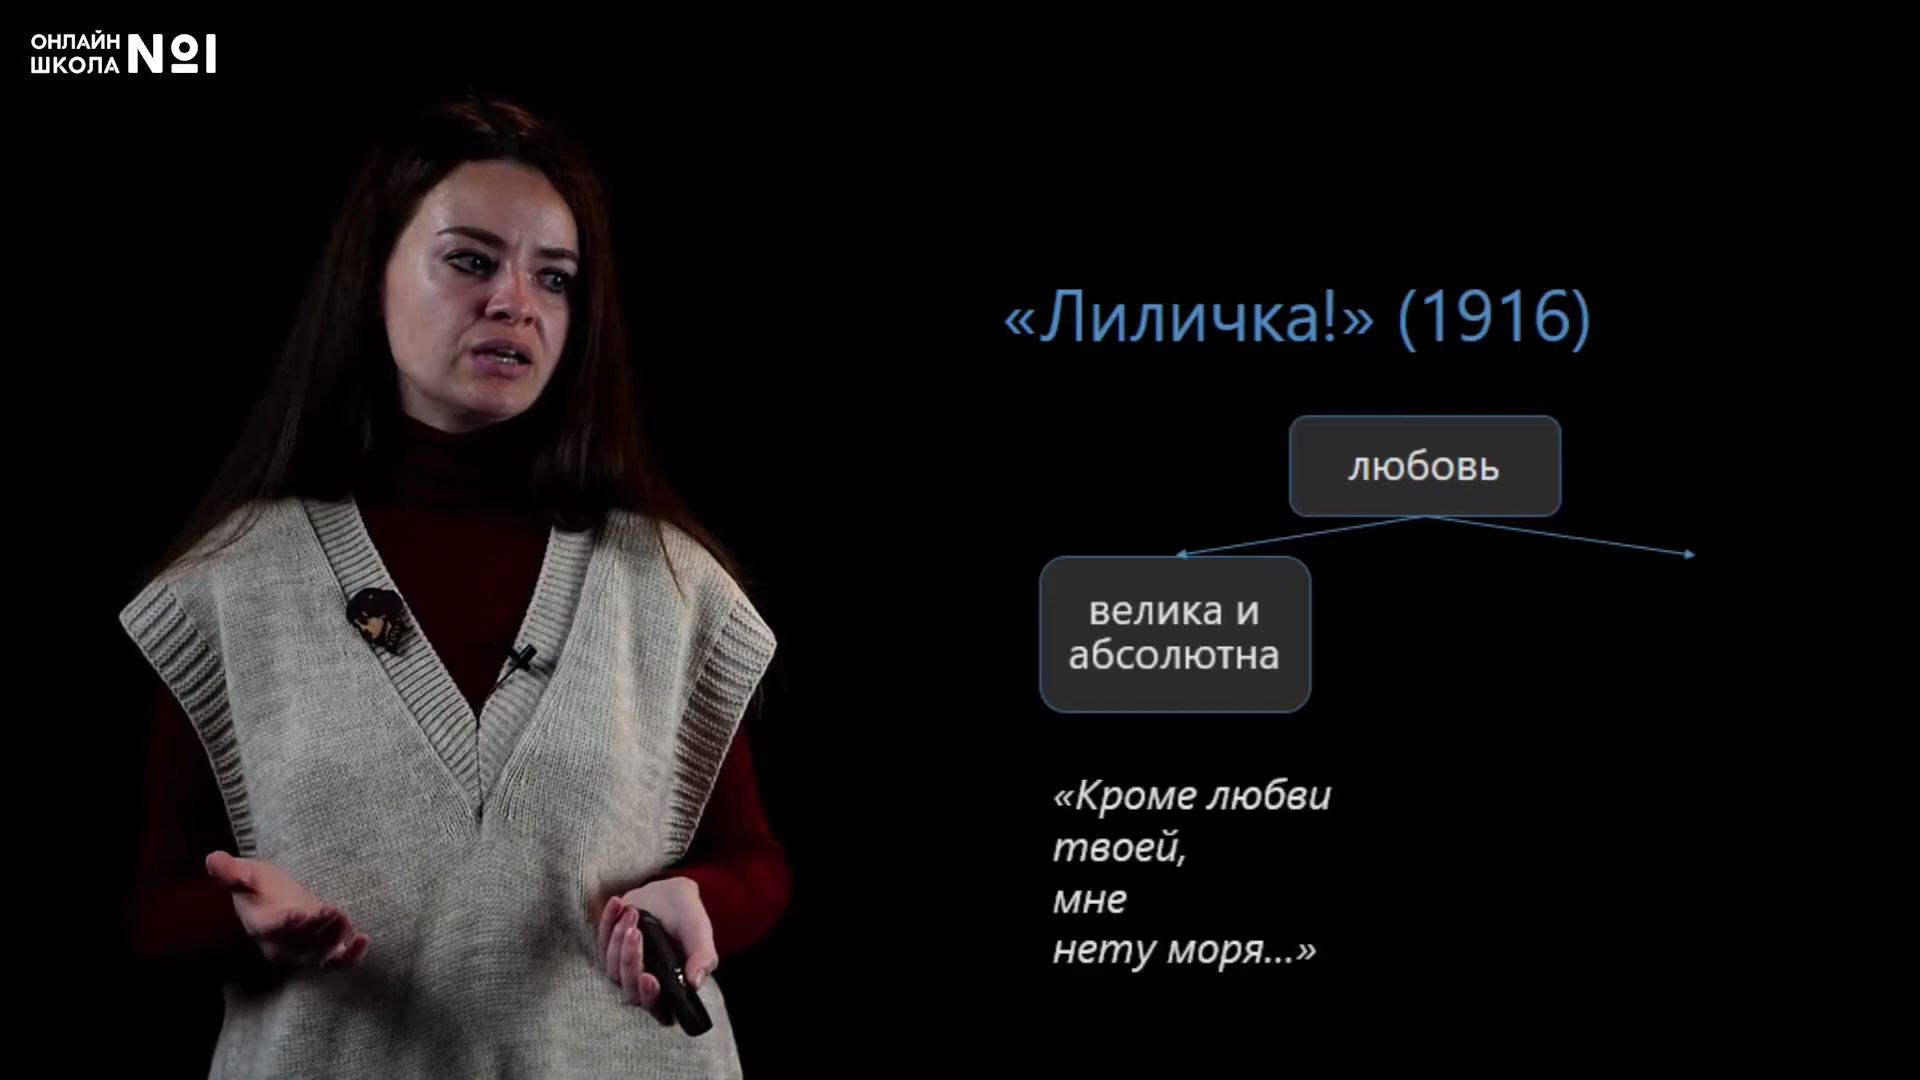 ОНЛАЙН
ШКОЛА №1
«Лиличка!» (1916)
любовь
велика и
абсолютна
«Кроме любви
твоей,
мне
нету моря...»